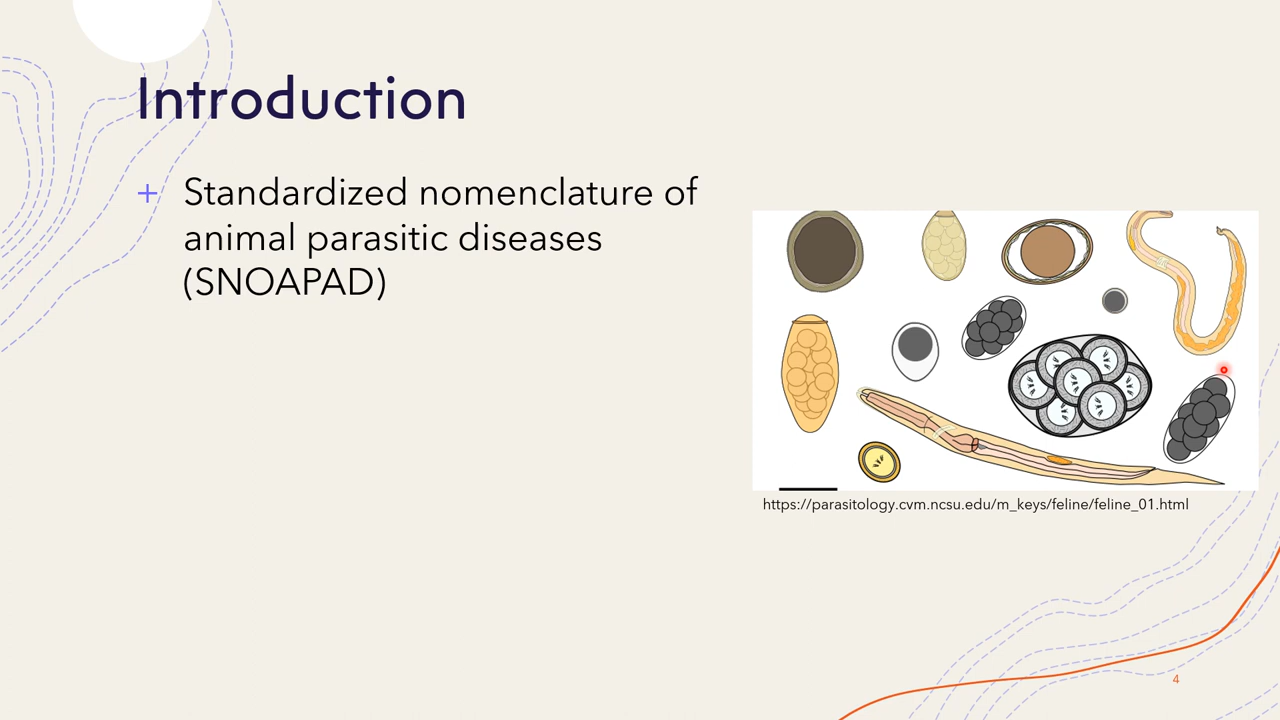 Introduction
+ Standardized nomenclature of
animal parasitic diseases
(SNOAPAD)
https://parasitology.cvm.ncsu.edu/m_keys/feline/feline_01.html
4